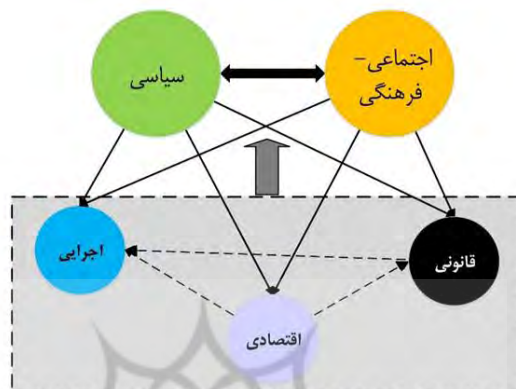 اجتماعی-
فرهنگی
سیاسی
قانونی
اجرایی
اقتصادی